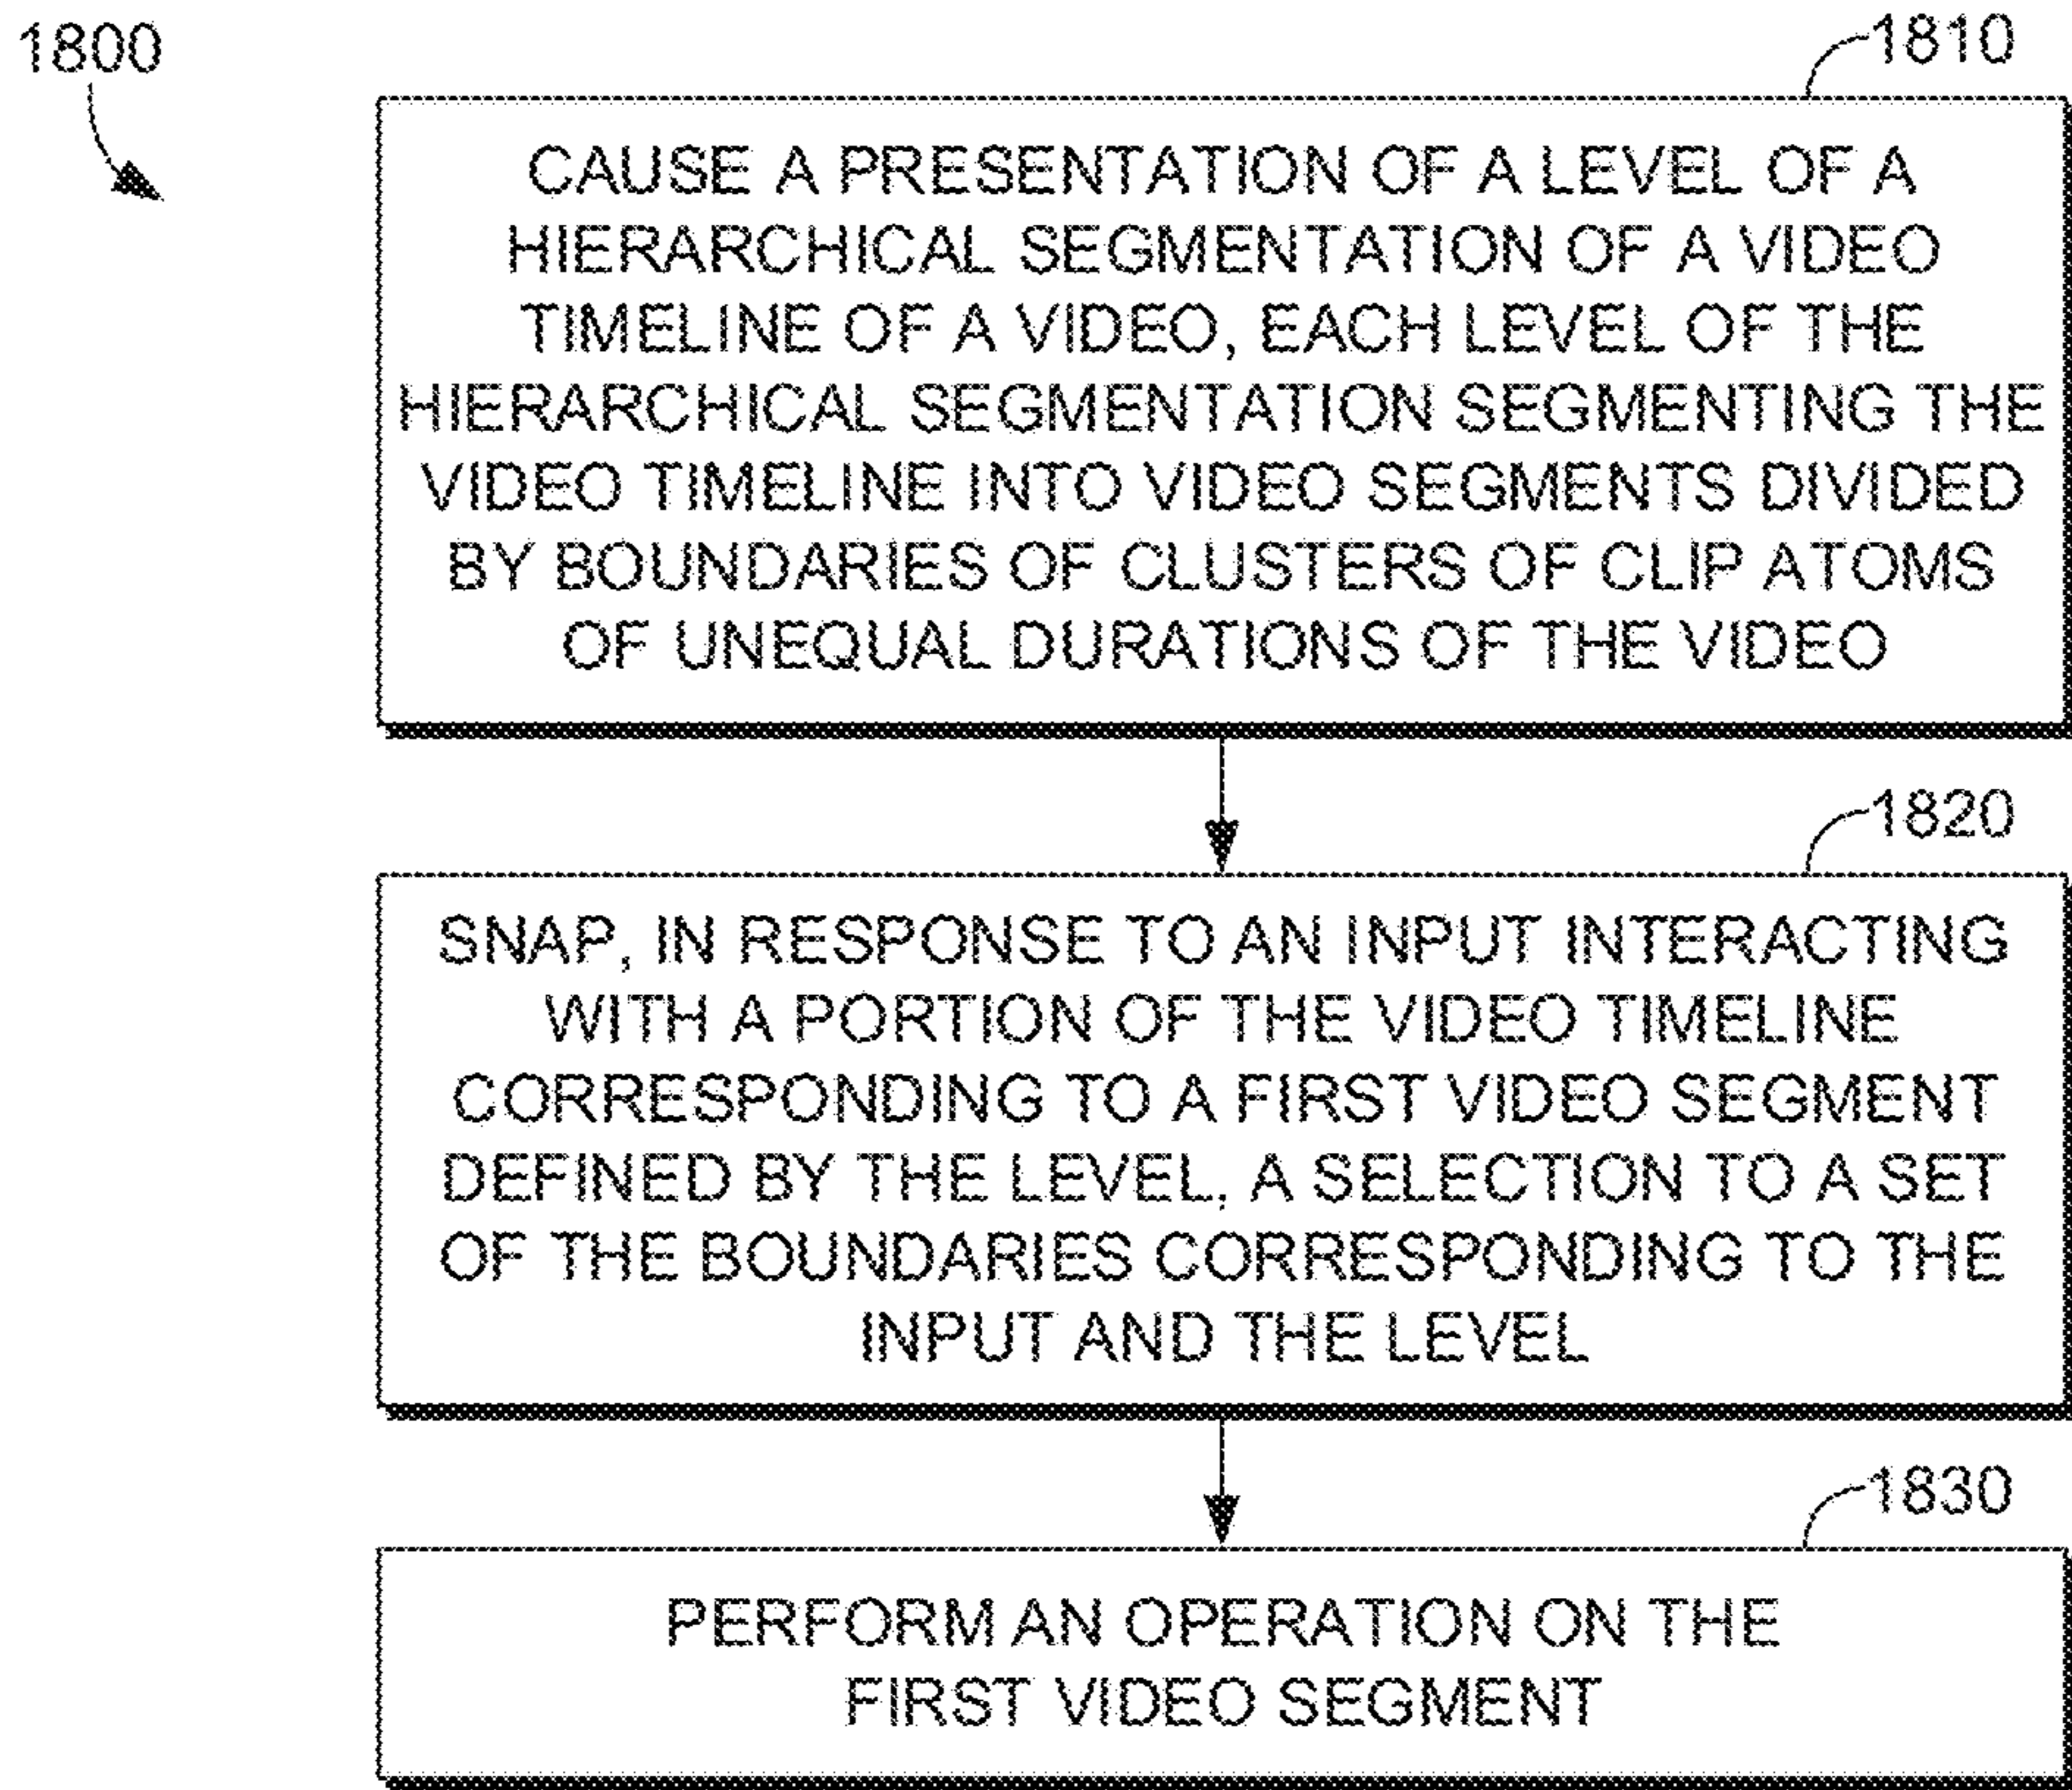 1800
1810
CAUSE A PRESENTATION OF A LEVEL OF A
HIERARCHICAL SEGMENTATION OF A VIDEO
TIMELINE OF A VIDEO, EACH LEVEL OF THE
HIERARCHICAL SEGMENTATION SEGMENTING THE
VIDEO TIMELINE INTO VIDEO SEGMENTS DIVIDED
BY BOUNDARIES OF CLUSTERS OF CLIP ATOMS
OF UNEQUAL DURATIONS OF THE VIDEO
1820
SNAP, IN RESPONSE TO AN INPUT INTERACTING
WITH A PORTION OF THE VIDEO TIMELINE
CORRESPONDING TO A FIRST VIDEO SEGMENT
DEFINED BY THE LEVEL, A SELECTION TO A SET
OF THE BOUNDARIES CORRESPONDING TO THE
INPUT AND THE LEVEL
1830
PERFORM AN OPERATION ON THE
FIRST VIDEO SEGMENT